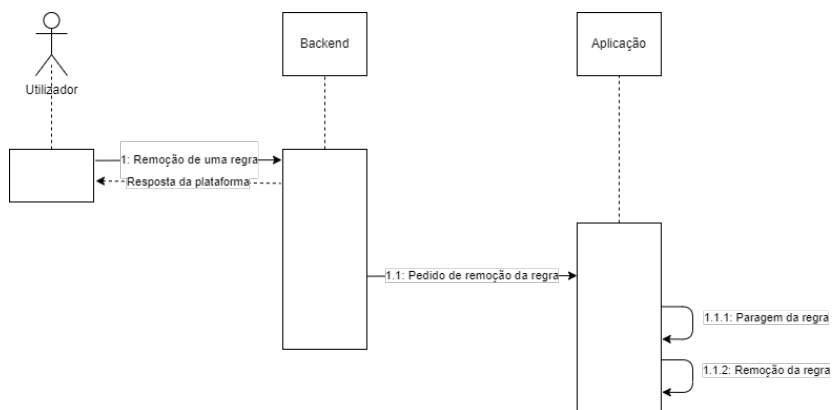 Backend
Aplicação
Utilizador
1: Remoção de uma regra
Resposta da plataforma
1.1: Pedido de remoção da regra
1.1.1: Paragem da regra
1.1.2: Remoção da regra